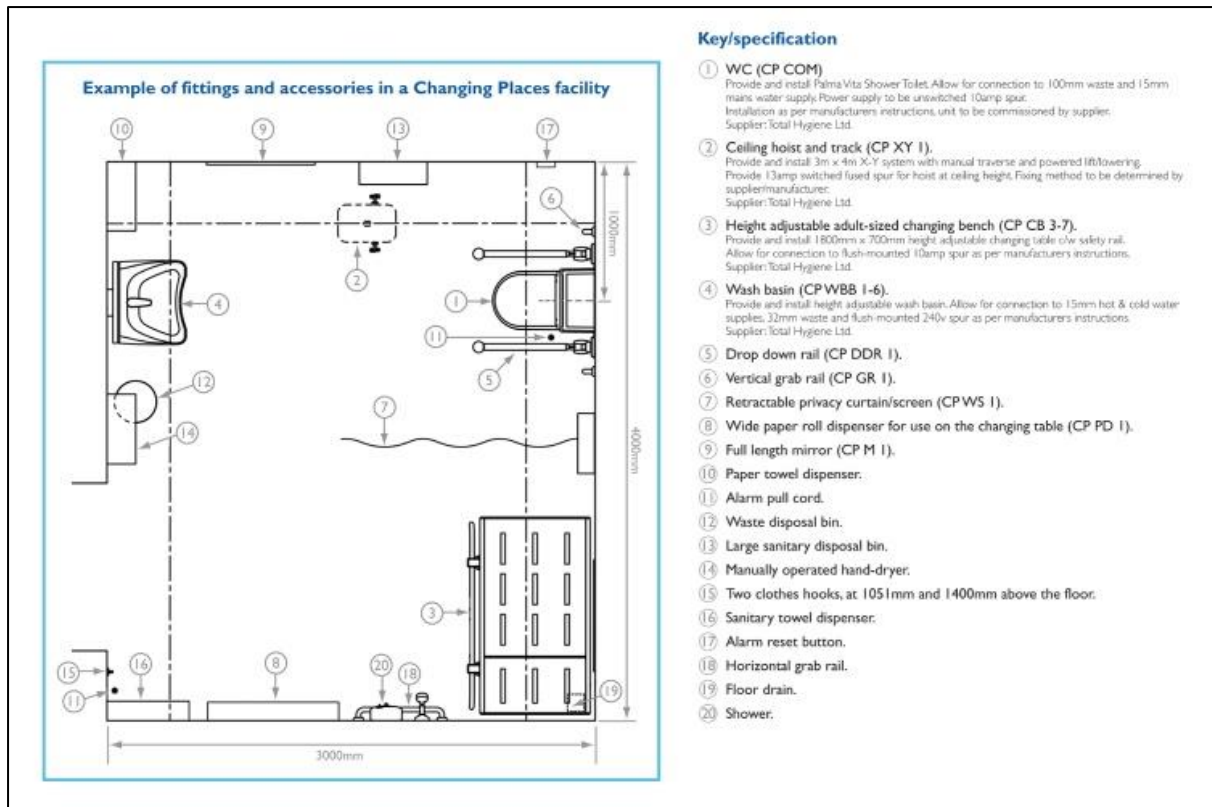 Example of fittings and accessories in a Changing Places facility
10
9
13
17
6
1000mm
2
4
1
11
5
12
7
14
4000mm
3
15
16
8
20
18
19
11
3000mm
Key/specification
1 WC (CP COM)
Provide and install Palma Vita Shower Toilet. Allow for connection to 100mm waste and 15mm
mains water supply. Power supply to be unswitched 10amp spur.
Installation as per manufacturers instructions, unit to be commissioned by supplier.
Supplier: Total Hygiene Ltd.
2 Ceiling hoist and track (CP XY 1).
Provide and install 3m x 4m X-Y system with manual traverse and powered lift/lowering.
Provide 13amp switched fused spur for hoist at ceiling height. Fixing method to be determined by
supplier/manufacturer.
Supplier: Total Hygiene Ltd.
3 Height adjustable adult-sized changing bench (CP CB 3-7).
Provide and install 1800mm x 700mm height adjustable changing table c/w safety rail.
Allow for connection to flush-mounted 10amp spur as per manufacturers instructions.
Supplier: Total Hygiene Ltd.
4 Wash basin (CP WBB 1-6).
Provide and install height adjustable wash basin. Allow for connection to 15mm hot & cold water
supplies, 32mm waste and flush-mounted 240v spur as per manufacturers instructions.
Supplier: Total Hygiene Ltd.
5 Drop down rail (CP DDR 1).
6 Vertical grab rail (CP GR 1).
7 Retractable privacy curtain/screen (CP WS 1).
8 Wide paper roll dispenser for use on the changing table (CP PD 1).
9 Full length mirror (CP M 1).
10 Paper towel dispenser.
11 Alarm pull cord.
12 Waste disposal bin.
13 Large sanitary disposal bin.
14 Manually operated hand-dryer.
15 Two clothes hooks, at 1051mm and 1400mm above the floor.
16 Sanitary towel dispenser.
17 Alarm reset button.
18 Horizontal grab rail.
19 Floor drain.
20 Shower.